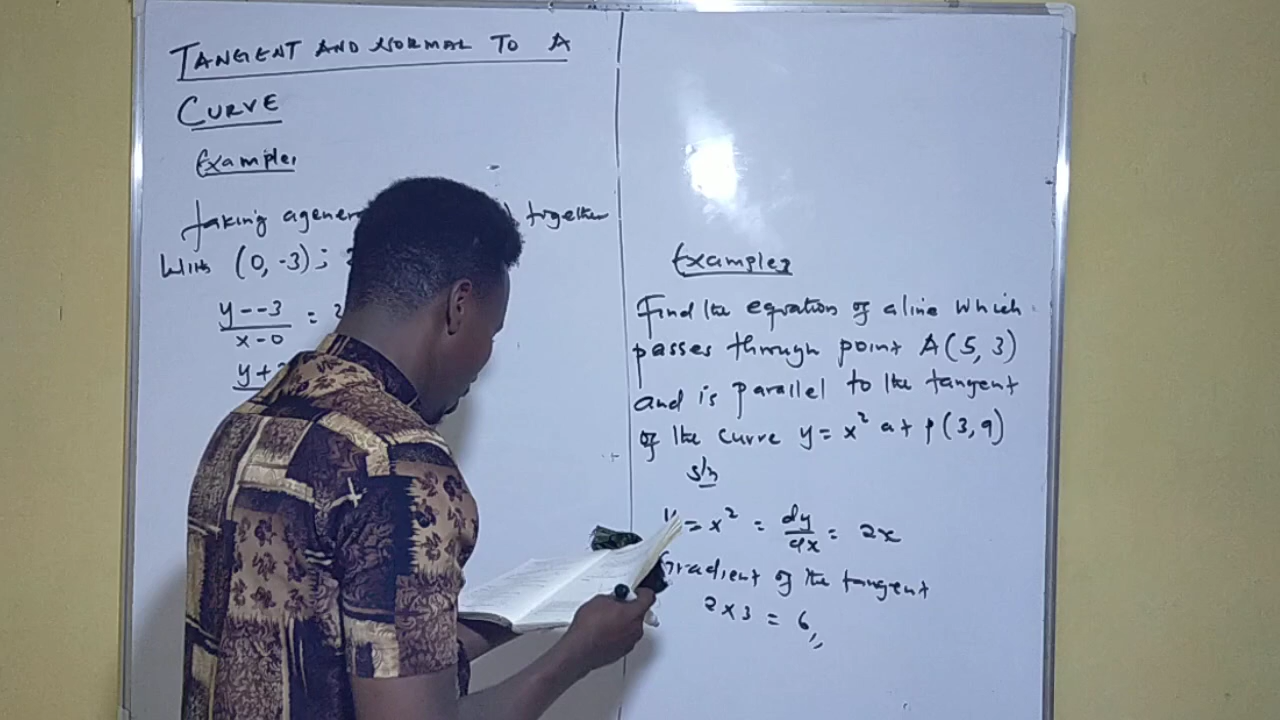 TANGENT AND NORMAL TO A
CURVE
Examples
taking a together
With (0, -3);
y--3 / x-0 =
y+
Examples
Find the equation of a line which
passes through point A(5, 3)
and is parallel to the tangent
of the curve y = x² at p(3, 9)
Sln
y = x² = dy/dx = 2x
Gradient of the tangent
2 x 3 = 6